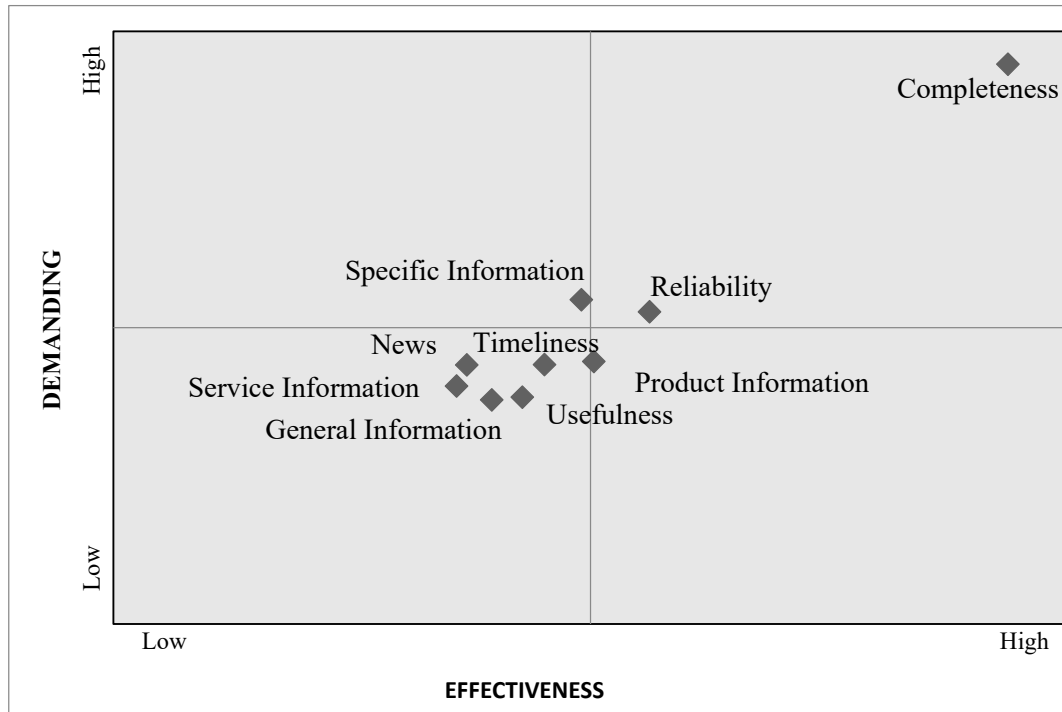 High
Completeness
Specific Information
Reliability
DEMANDING
News
Timeliness
Service Information
Product Information
General Information
Usefulness
Low
Low
High
EFFECTIVENESS